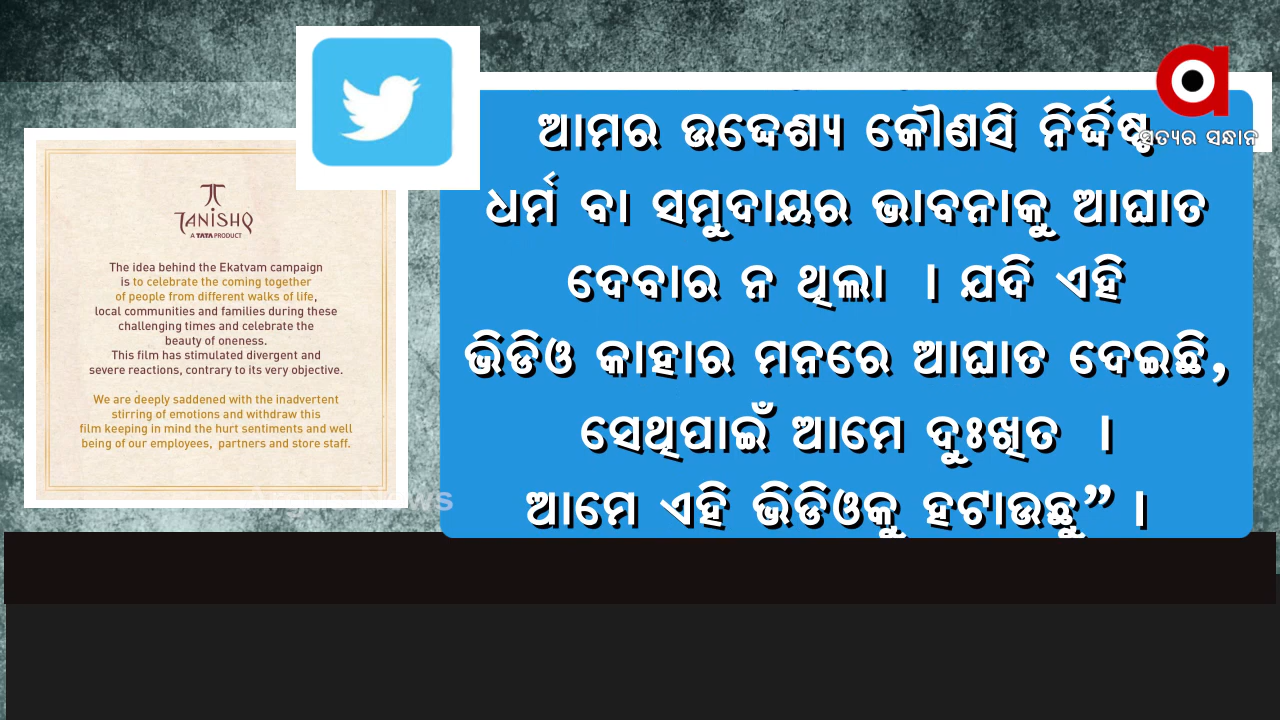 TANISHQ
A TATA PRODUCT
The idea behind the Ekatvam campaign
is to celebrate the coming together
of people from different walks of life,
local communities and families during these
challenging times and celebrate the
beauty of oneness.
This film has stimulated divergent and
severe reactions, contrary to its very objective.
We are deeply saddened with the inadvertent
stirring of emotions and withdraw this
film keeping in mind the hurt sentiments and well
being of our employees, partners and store staff.
Argus News
ଆମର ଉଦ୍ଦେଶ୍ୟ କୌଣସି ନିର୍ଦ୍ଦିଷ୍ଟ
ଧର୍ମ ବା ସମୁଦାୟର ଭାବନାକୁ ଆଘାତ
ଦେବାର ନ ଥିଲା । ଯଦି ଏହି
ଭିଡିଓ କାହାର ମନରେ ଆଘାତ ଦେଇଛି,
ସେଥିପାଇଁ ଆମେ ଦୁଃଖିତ ।
ଆମେ ଏହି ଭିଡିଓକୁ ହଟାଉଛୁ” ।
a
ସତ୍ୟର ସନ୍ଧାନ